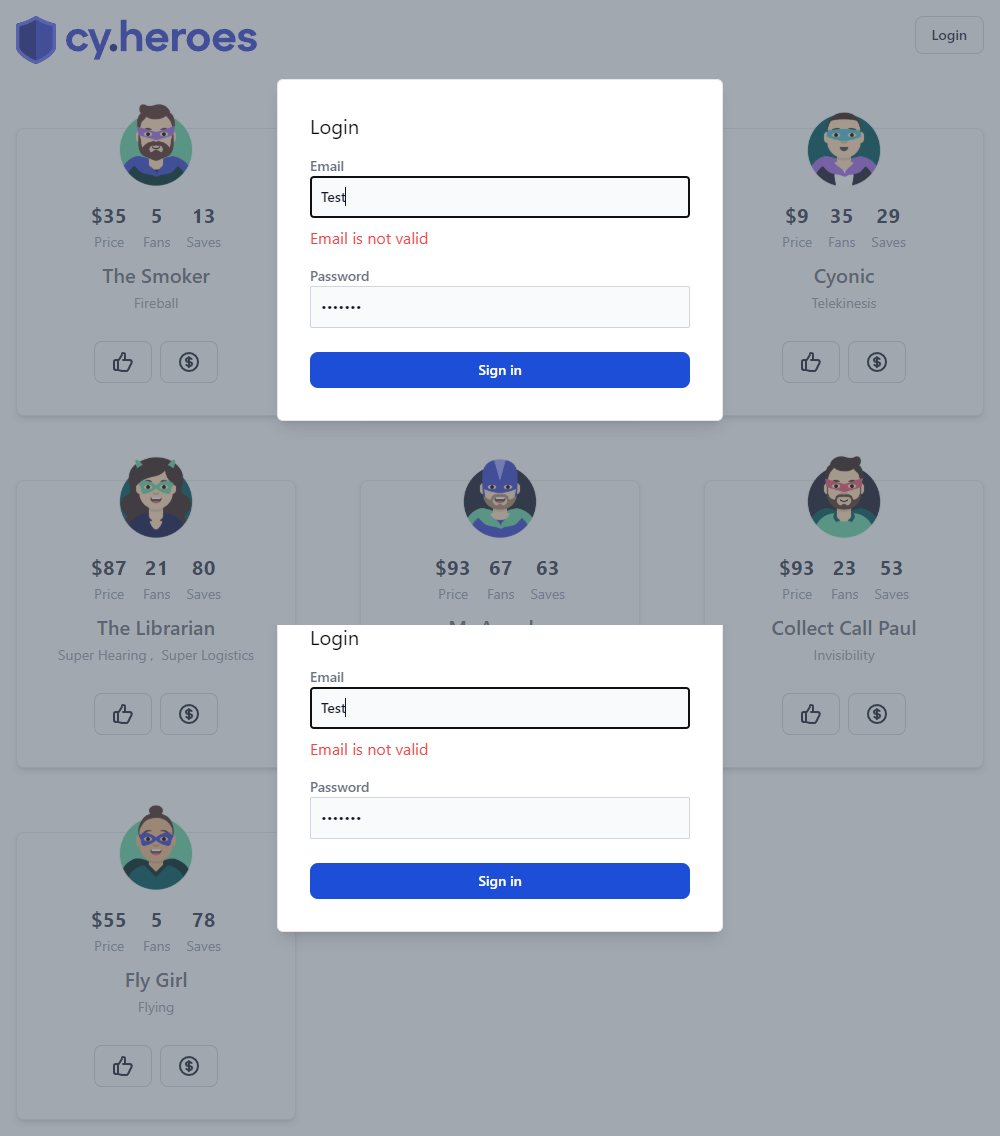 cy.heroes
Login
Login
Email
Test
Email is not valid
Password
•••••••
Sign in
$35 5 13
Price Fans Saves
The Smoker
Fireball
$9 35 29
Price Fans Saves
Cyonic
Telekinesis
$87 21 80
Price Fans Saves
The Librarian
Super Hearing , Super Logistics
$93 67 63
Price Fans Saves
$93 23 53
Price Fans Saves
Collect Call Paul
Invisibility
Login
Email
Test
Email is not valid
Password
•••••••
Sign in
$55 5 78
Price Fans Saves
Fly Girl
Flying